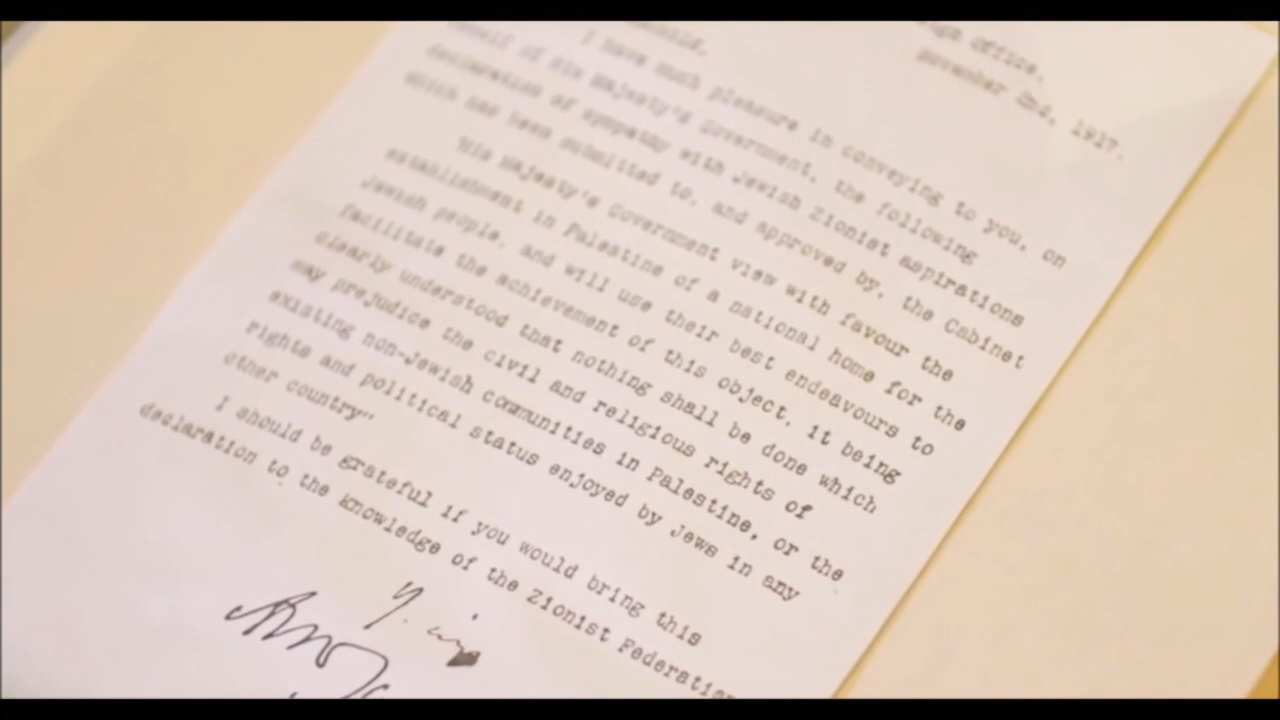 Office,
November 2nd, 1917.
I have much pleasure in conveying to you, on
behalf of His Majesty's Government, the following
declaration of sympathy with Jewish Zionist aspirations
which has been submitted to, and approved by, the Cabinet
"His Majesty's Government view with favour the
establishment in Palestine of a national home for the
Jewish people, and will use their best endeavours to
facilitate the achievement of this object, it being
clearly understood that nothing shall be done which
may prejudice the civil and religious rights of
existing non-Jewish communities in Palestine, or the
rights and political status enjoyed by Jews in any
other country"
I should be grateful if you would bring this
declaration to the knowledge of the Zionist Federation